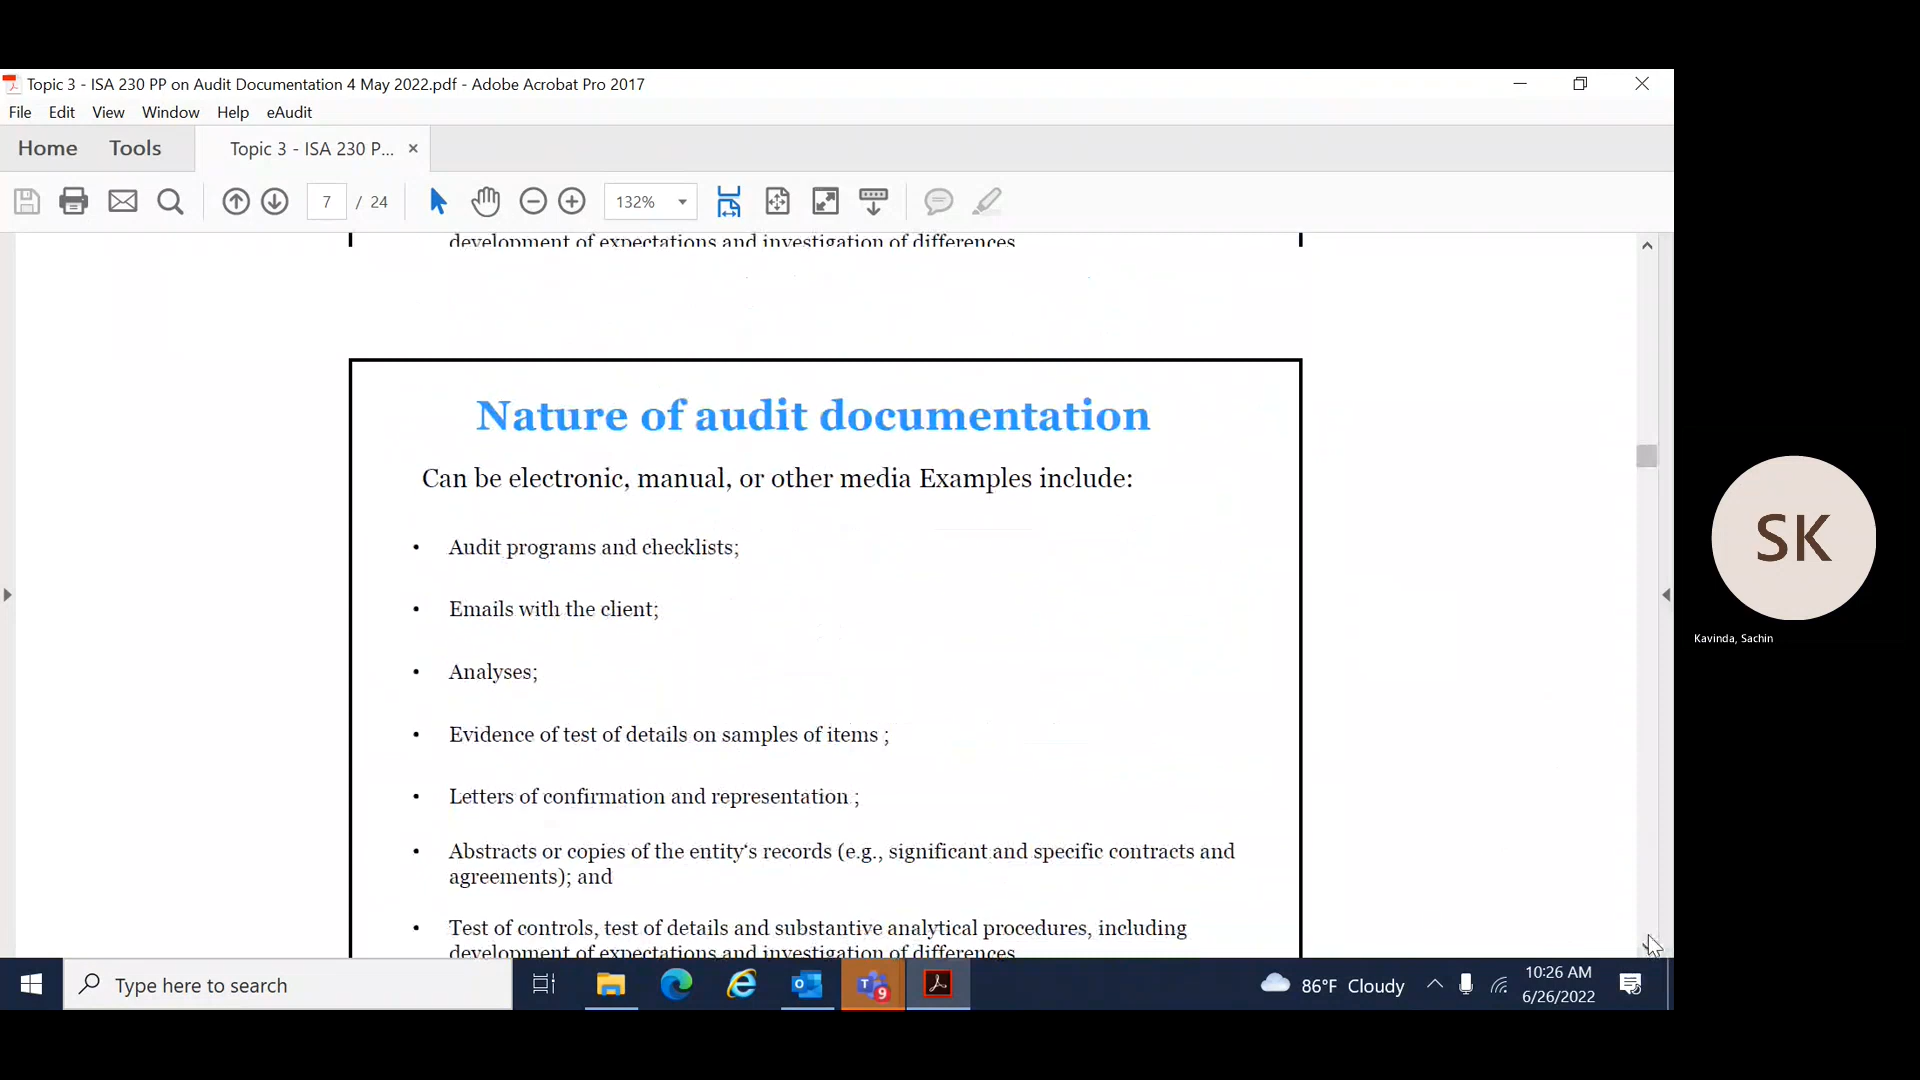 Topic 3 - ISA 230 PP on Audit Documentation 4 May 2022.pdf - Adobe Acrobat Pro 2017
File Edit View Window Help eAudit
Home Tools Topic 3 - ISA 230 P... ×
7 / 24 132%
development of expectations and investigation of differences
Nature of audit documentation
Can be electronic, manual, or other media Examples include:
• Audit programs and checklists;
• Emails with the client;
• Analyses;
• Evidence of test of details on samples of items ;
• Letters of confirmation and representation ;
• Abstracts or copies of the entity‘s records (e.g., significant and specific contracts and
agreements); and
• Test of controls, test of details and substantive analytical procedures, including
development of expectations and investigation of differences
SK
Kavinda, Sachin
Type here to search
9
86°F Cloudy
10:26 AM
6/26/2022